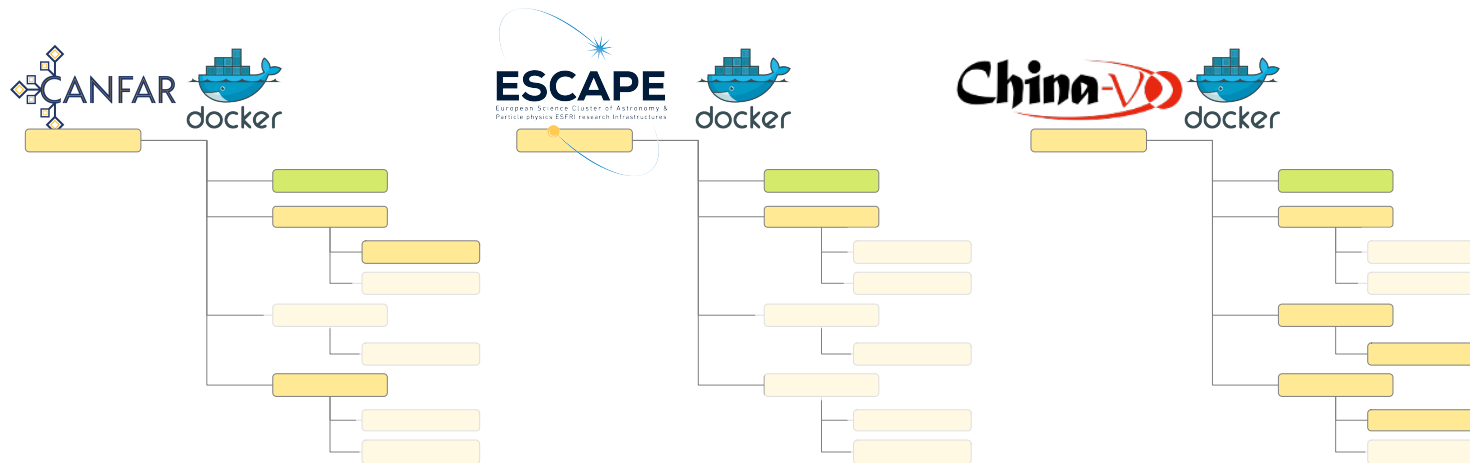 CANFAR
docker
ESCAPE
European Science Cluster of Astronomy &
Particle physics ESFRI research Infrastructures
docker
China-VO
docker